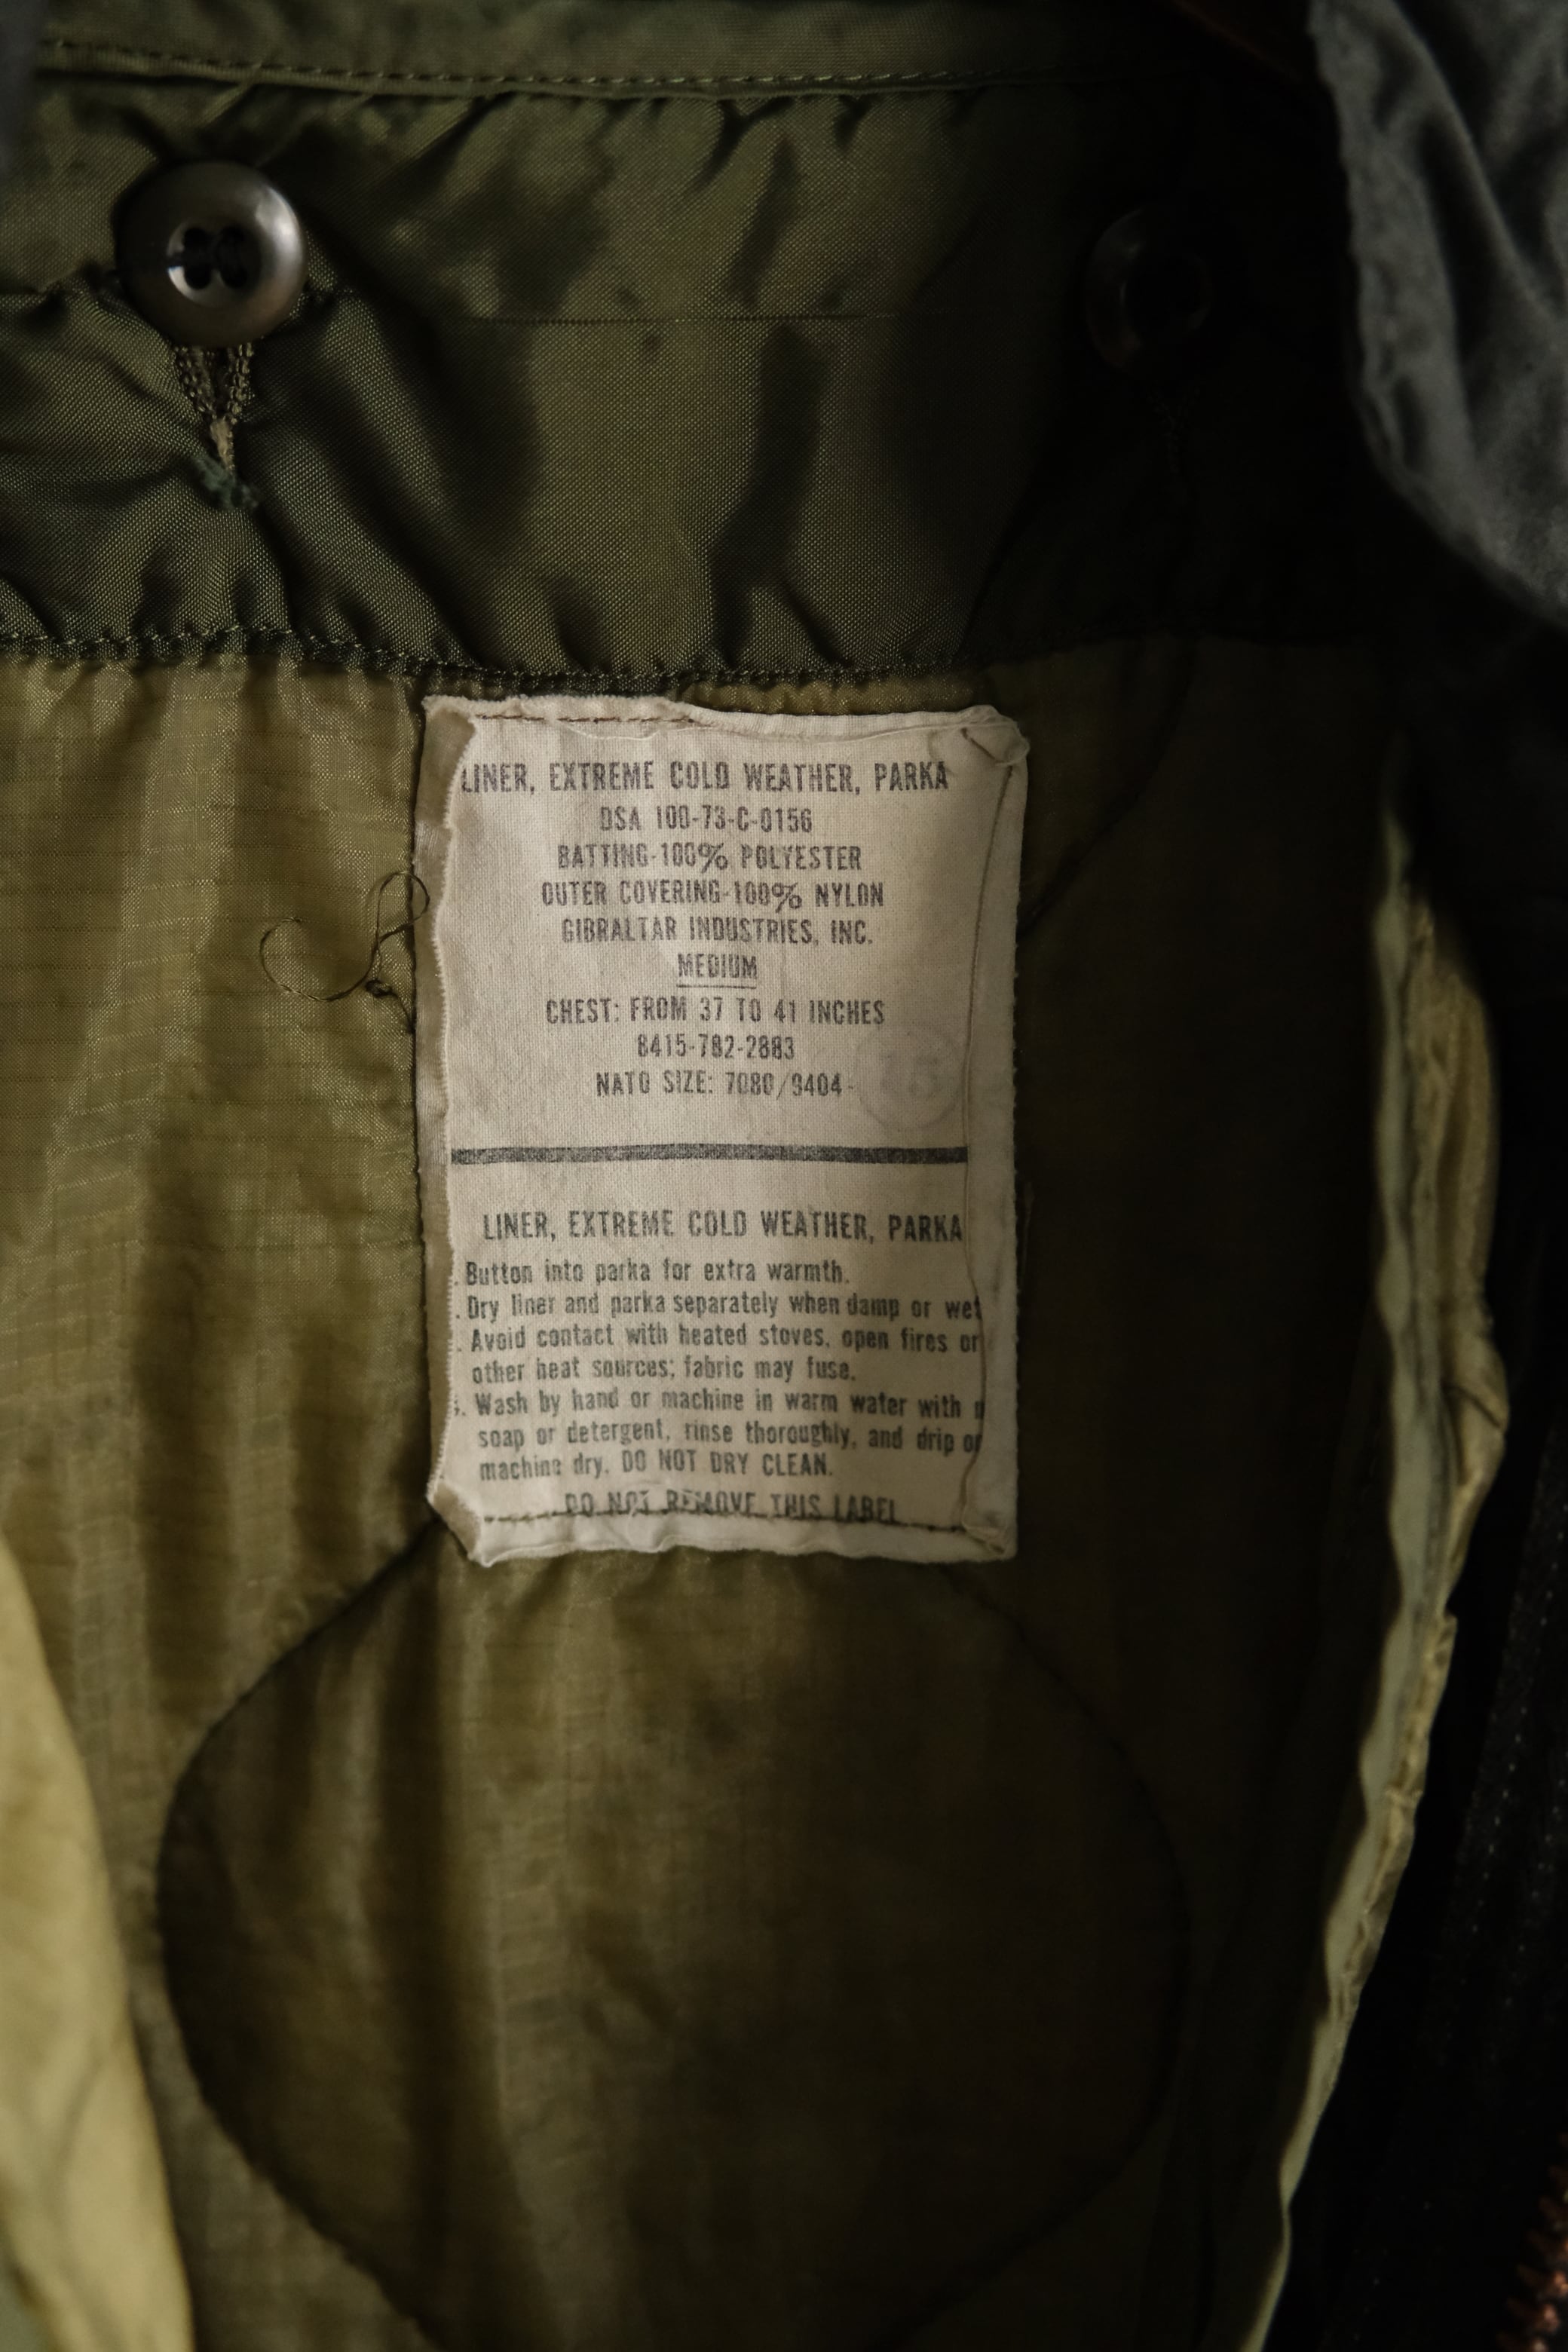 LINER, EXTREME COLD WEATHER, PARKA
DSA 100-73-C-0156
BATTING-100% POLYESTER
OUTER COVERING-100% NYLON
GIBRALTAR INDUSTRIES, INC.
MEDIUM
CHEST: FROM 37 TO 41 INCHES
8415-782-2883
NATO SIZE: 7080/9404-
LINER, EXTREME COLD WEATHER, PARKA
. Button into parka for extra warmth.
. Dry liner and parka separately when damp or wet
. Avoid contact with heated stoves, open fires or
other heat sources; fabric may fuse.
. Wash by hand or machine in warm water with
soap or detergent, rinse thoroughly, and drip or
machine dry. DO NOT DRY CLEAN.
DO NOT REMOVE THIS LABEL